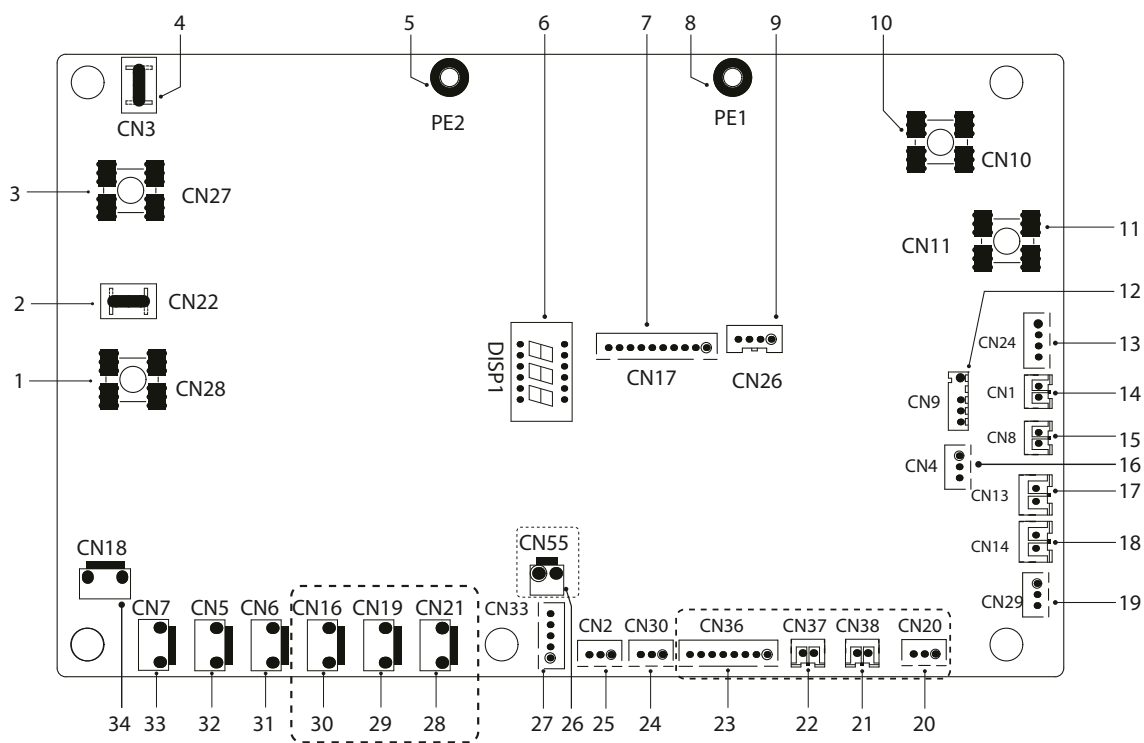 4 5 6 7 8 9 10
CN3 PE2 PE1
CN10
3 CN27
CN11 11
12
2 CN22
CN24 13
DISP1
CN17 CN26
1 CN28
CN9 CN1 14
CN8 15
CN4 16
CN13 17
CN55
CN18 CN14 18
CN7 CN5 CN6 CN16 CN19 CN21 CN33 CN2 CN30 CN36 CN37 CN38 CN20
CN29 19
34 33 32 31 30 29 28 27 26 25 24 23 22 21 20